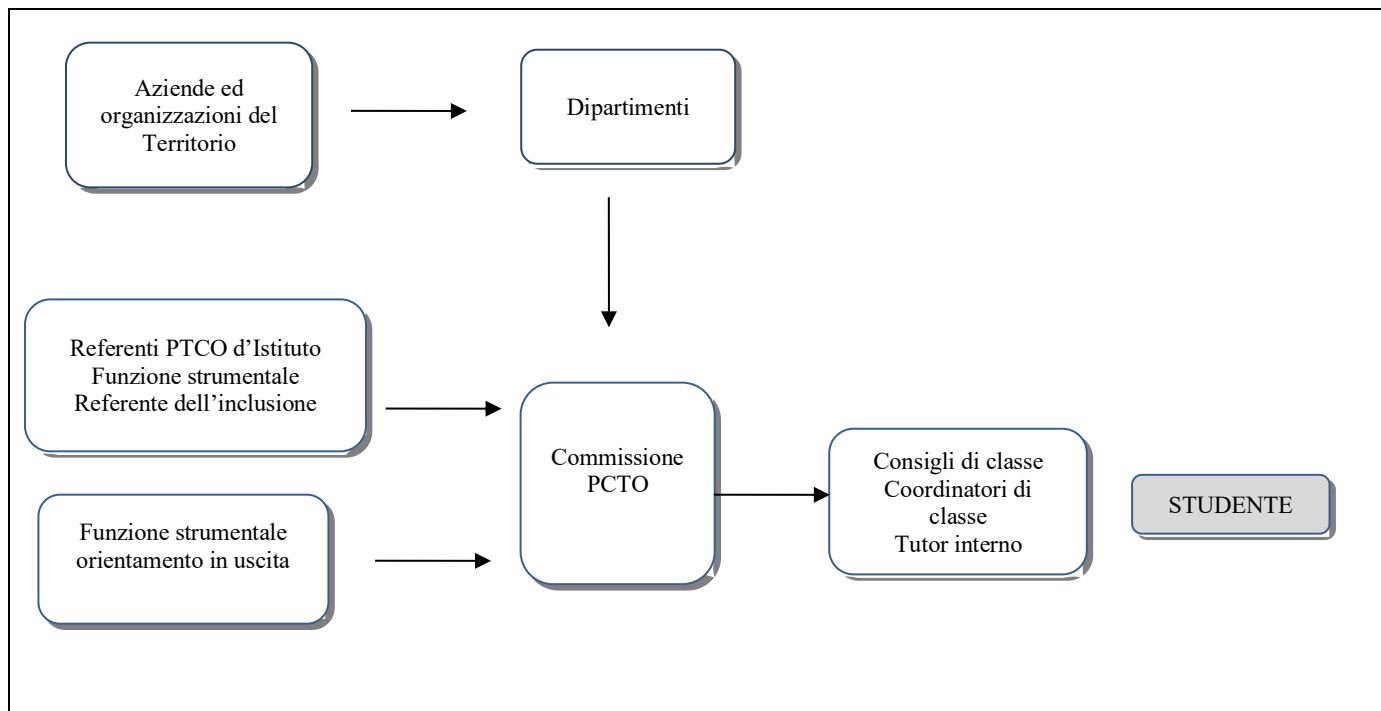 Aziende ed
organizzazioni del
Territorio
Dipartimenti
Referenti PTCO d’Istituto
Funzione strumentale
Referente dell’inclusione
Funzione strumentale
orientamento in uscita
Commissione
PCTO
Consigli di classe
Coordinatori di
classe
Tutor interno
STUDENTE